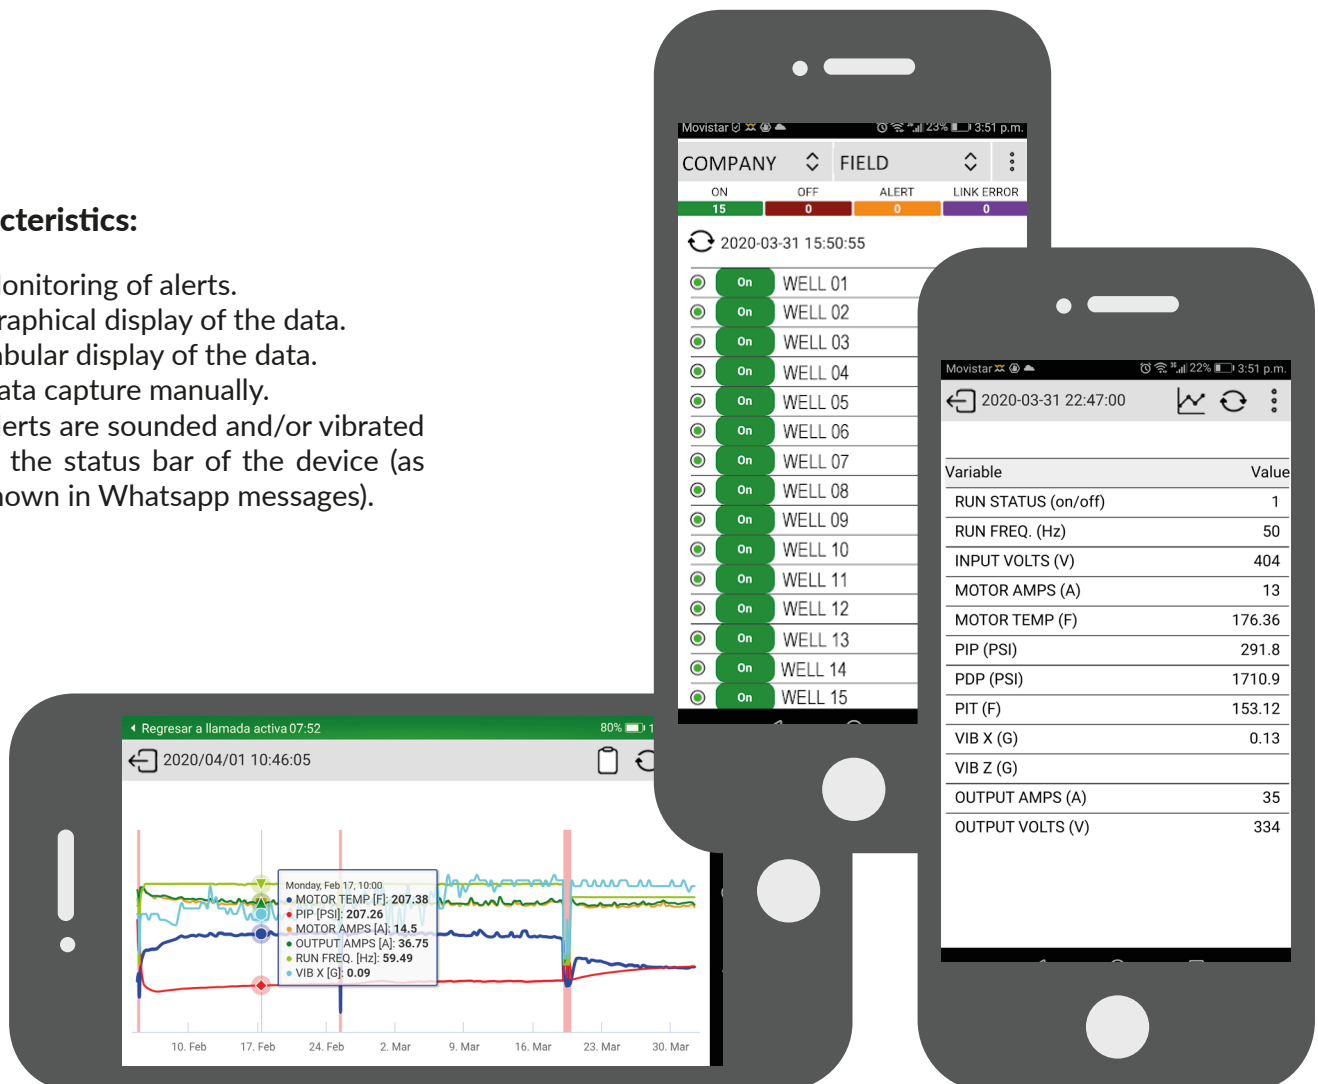 cteristics:
onitoring of alerts.
raphical display of the data.
abular display of the data.
ata capture manually.
lerts are sounded and/or vibrated
the status bar of the device (as
hown in Whatsapp messages).
Movistar 23% 3:51 p.m.
COMPANY FIELD
ON OFF ALERT LINK ERROR
15 0 0 0
2020-03-31 15:50:55
On WELL 01
On WELL 02
On WELL 03
On WELL 04
On WELL 05
On WELL 06
On WELL 07
On WELL 08
On WELL 09
On WELL 10
On WELL 11
On WELL 12
On WELL 13
On WELL 14
On WELL 15
Movistar 22% 3:51 p.m.
2020-03-31 22:47:00
Variable Value
RUN STATUS (on/off) 1
RUN FREQ. (Hz) 50
INPUT VOLTS (V) 404
MOTOR AMPS (A) 13
MOTOR TEMP (F) 176.36
PIP (PSI) 291.8
PDP (PSI) 1710.9
PIT (F) 153.12
VIB X (G) 0.13
VIB Z (G)
OUTPUT AMPS (A) 35
OUTPUT VOLTS (V) 334
Regresar a llamada activa 07:52 80% 1
2020/04/01 10:46:05
Monday, Feb 17, 10:00
MOTOR TEMP [F]: 207.38
PIP [PSI]: 207.26
MOTOR AMPS [A]: 14.5
OUTPUT AMPS [A]: 36.75
RUN FREQ. [Hz]: 59.49
VIB X [G]: 0.09
10. Feb 17. Feb 24. Feb 2. Mar 9. Mar 16. Mar 23. Mar 30. Mar